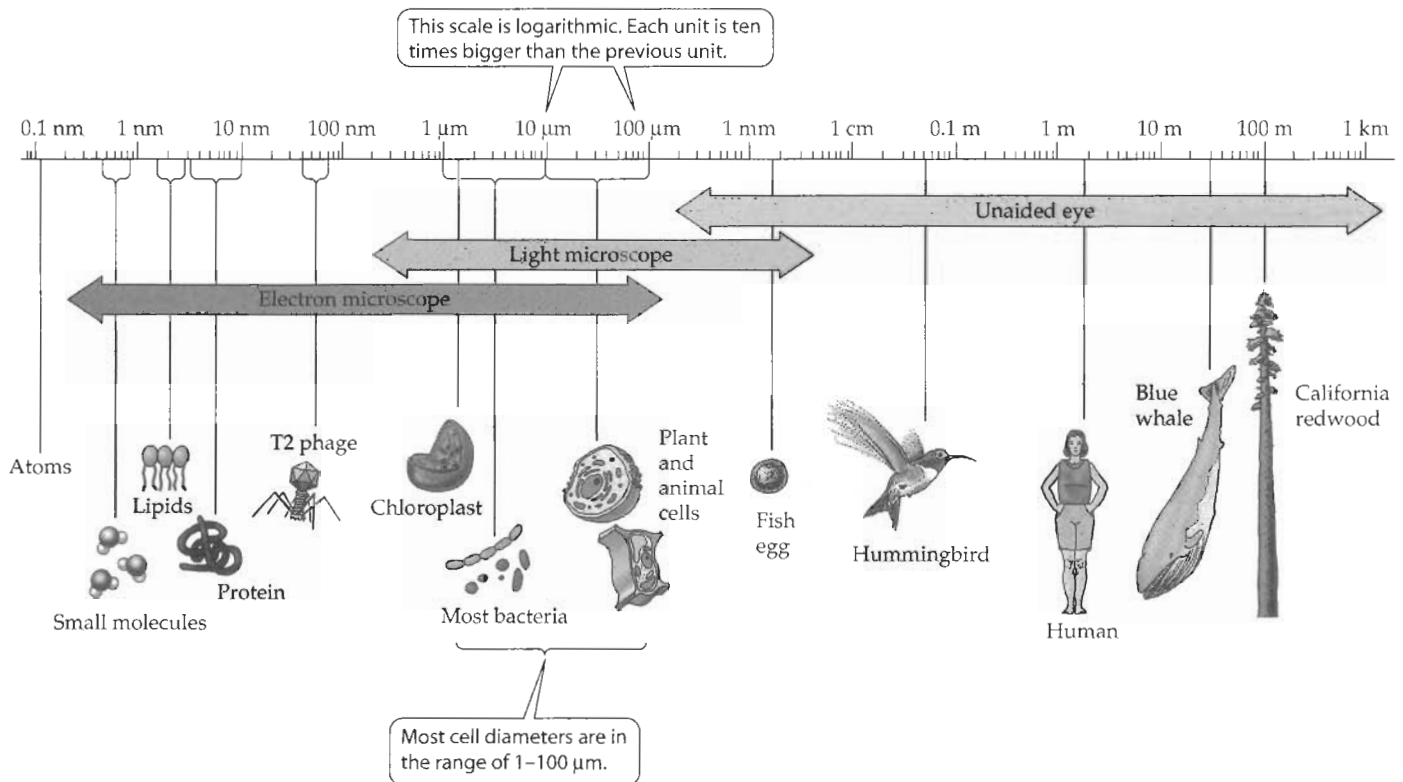 This scale is logarithmic. Each unit is ten
times bigger than the previous unit.
0.1 nm 1 nm 10 nm 100 nm 1 µm 10 µm 100 µm 1 mm 1 cm 0.1 m 1 m 10 m 100 m 1 km
Unaided eye
Light microscope
Electron microscope
Atoms
Lipids
Small molecules
Protein
T2 phage
Chloroplast
Most bacteria
Plant
and
animal
cells
Fish
egg
Hummingbird
Human
Blue
whale
California
redwood
Most cell diameters are in
the range of 1–100 µm.